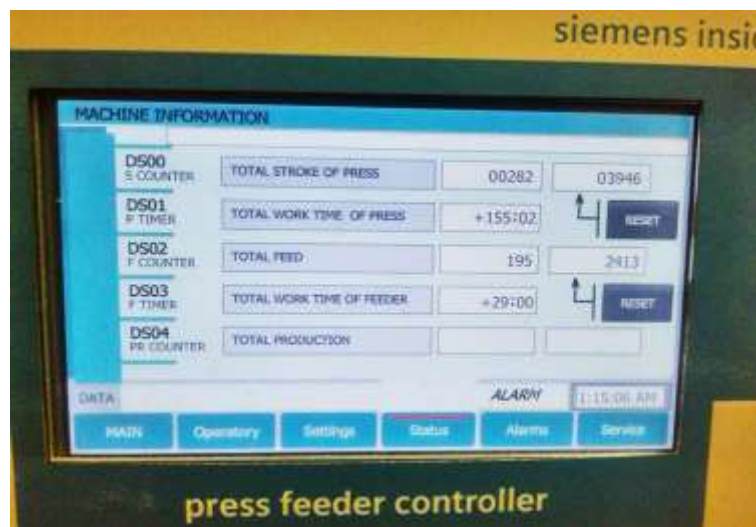 siemens insi
MACHINE INFORMATION
DS00
S COUNTER
TOTAL STROKE OF PRESS
00282
03946
DS01
P TIMER
TOTAL WORK TIME OF PRESS
+155:02
RESET
DS02
F COUNTER
TOTAL FEED
195
2413
DS03
F TIMER
TOTAL WORK TIME OF FEEDER
+29:00
RESET
DS04
PR COUNTER
TOTAL PRODUCTION
DATA
ALARM
1:15:06 AM
MAIN
Operatory
Settings
Status
Alarms
Service
press feeder controller